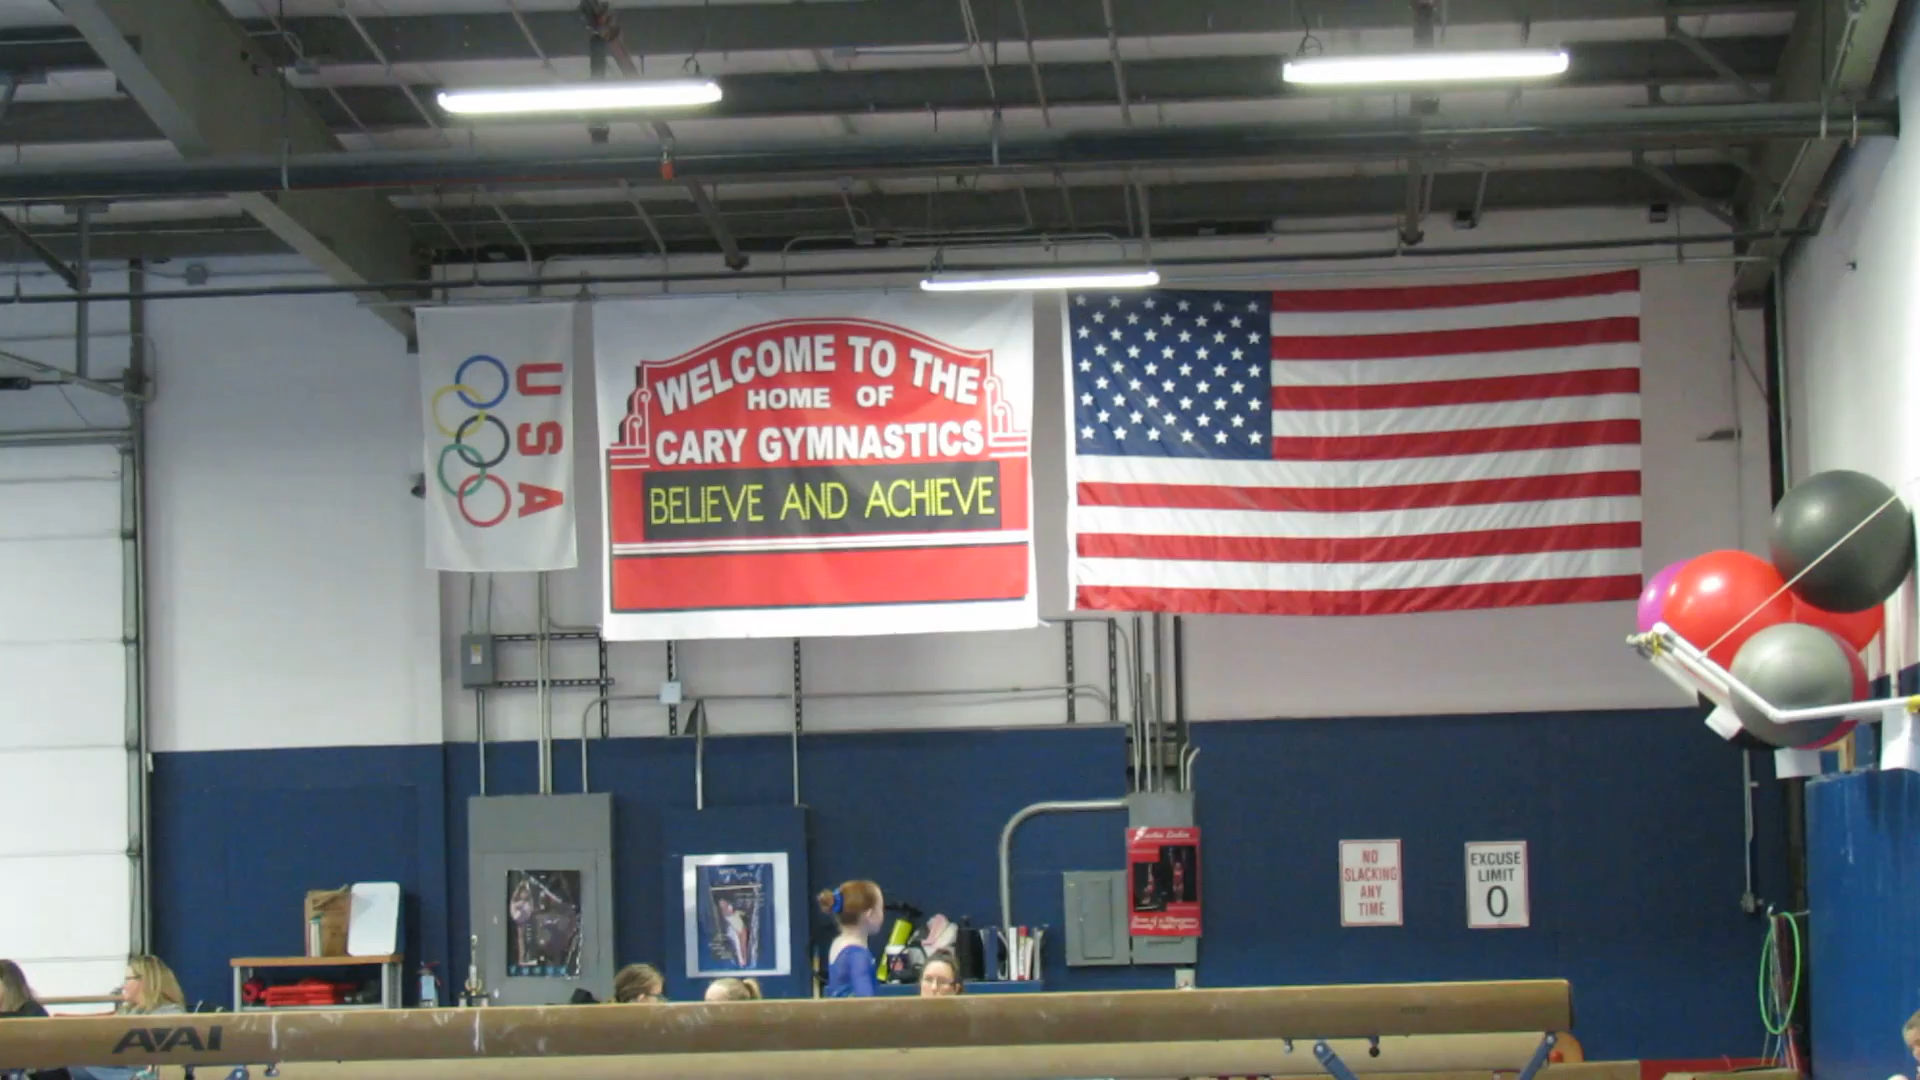 USA
WELCOME TO THE
HOME OF
CARY GYMNASTICS
BELIEVE AND ACHIEVE
NO
SLACKING
ANY
TIME
EXCUSE
LIMIT
0
AAI